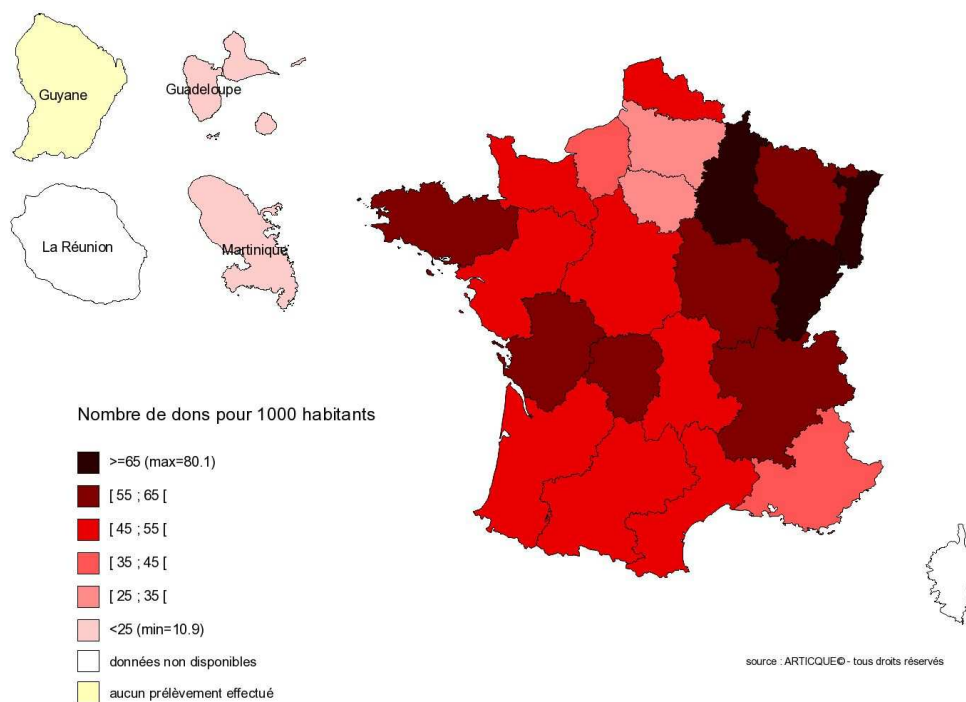 Guyane
Guadeloupe
La Réunion
Martinique
Nombre de dons pour 1000 habitants
>=65 (max=80.1)
[ 55 ; 65 [
[ 45 ; 55 [
[ 35 ; 45 [
[ 25 ; 35 [
<25 (min=10.9)
données non disponibles
aucun prélèvement effectué
source : ARTICQUE© - tous droits réservés